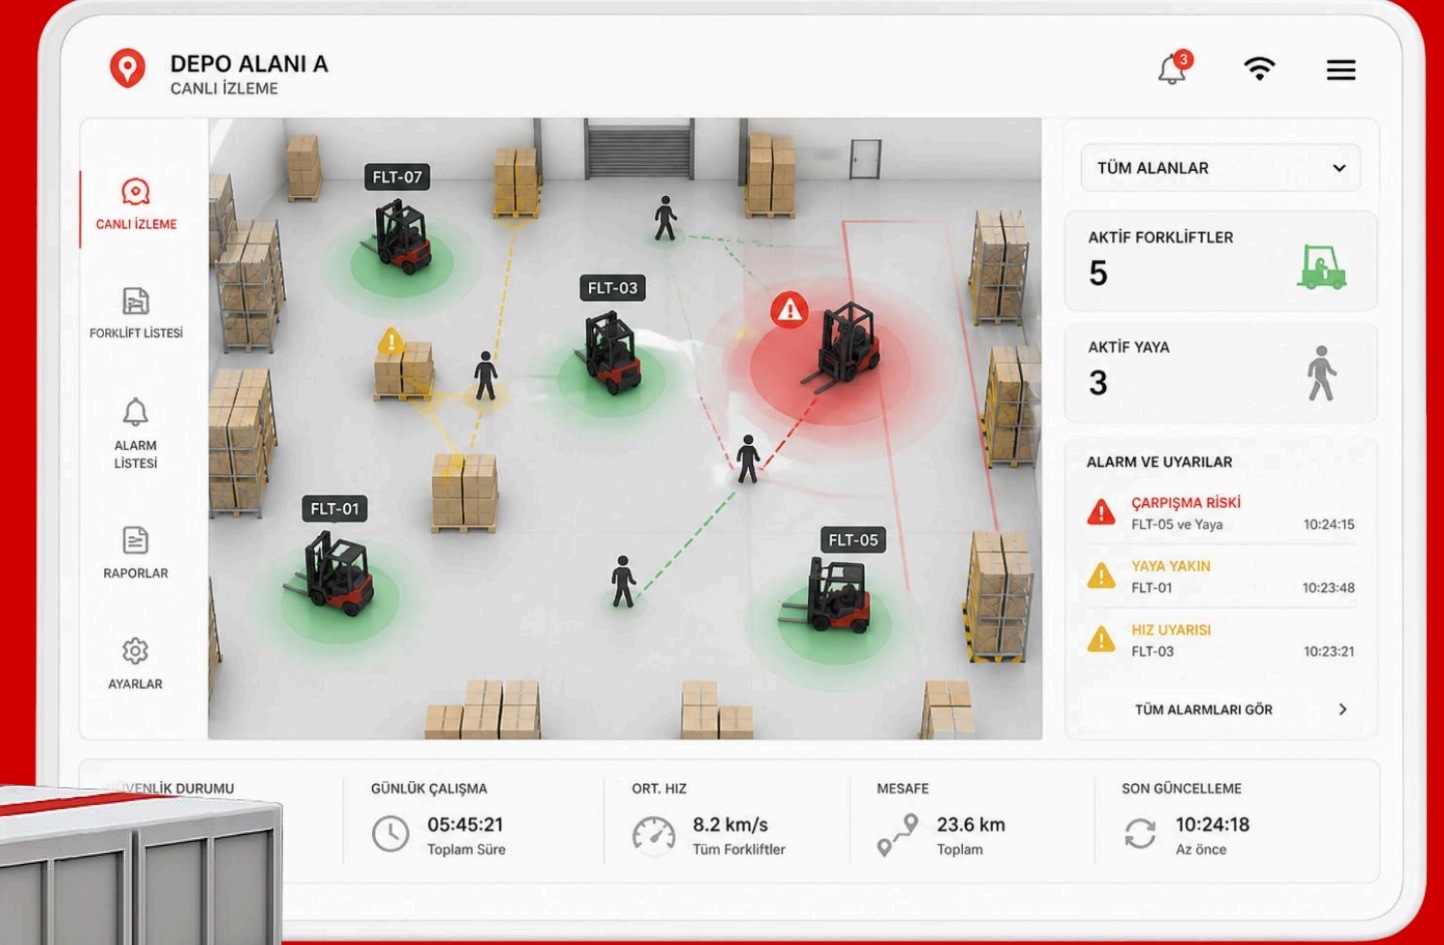 DEPO ALANI A
CANLI İZLEME
3
CANLI İZLEME
FORKLİFT LİSTESİ
ALARM
LİSTESİ
RAPORLAR
AYARLAR
FLT-07
FLT-03
FLT-01
FLT-05
TÜM ALANLAR
AKTİF FORKLİFTLER
5
AKTİF YAYA
3
ALARM VE UYARILAR
ÇARPIŞMA RİSKİ
FLT-05 ve Yaya 10:24:15
YAYA YAKIN
FLT-01 10:23:48
HIZ UYARISI
FLT-03 10:23:21
TÜM ALARMLARI GÖR
DURUMU
GÜNLÜK ÇALIŞMA
05:45:21
Toplam Süre
ORT. HIZ
8.2 km/s
Tüm Forkliftler
MESAFE
23.6 km
Toplam
SON GÜNCELLEME
10:24:18
Az önce